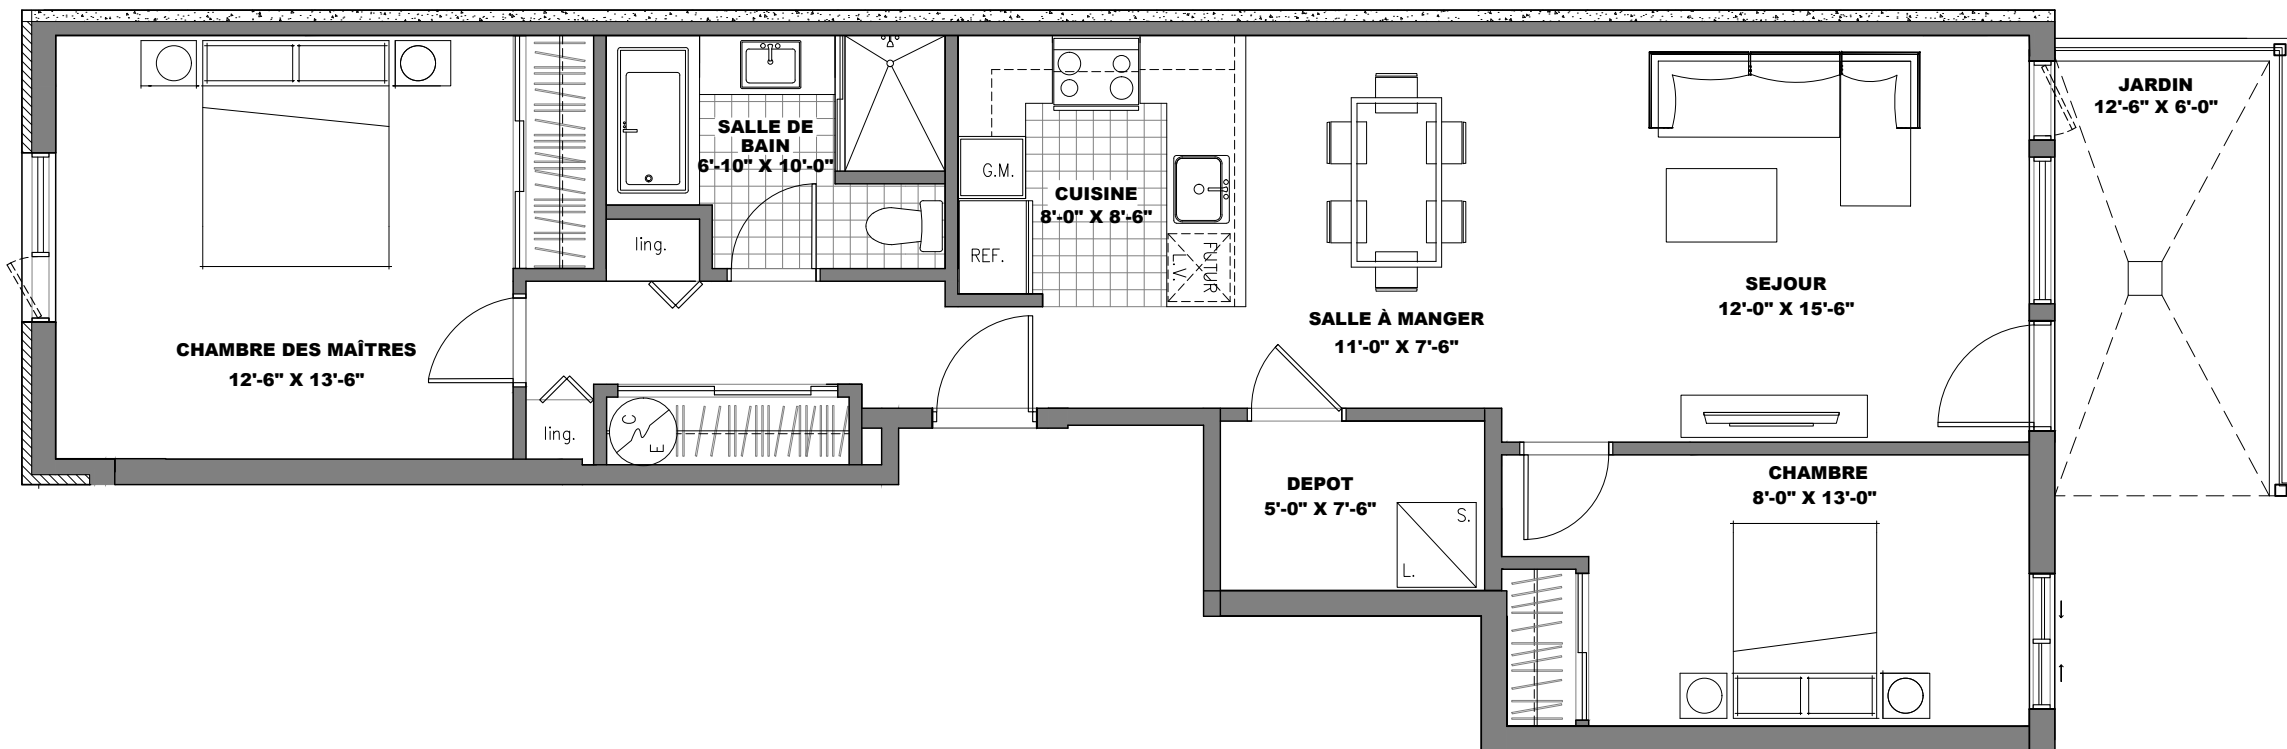 CHAMBRE DES MAÎTRES
12'-6" X 13'-6"
SALLE DE
BAIN
6'-10" X 10'-0"
ling.
ling.
C
E
G.M.
REF.
CUISINE
8'-0" X 8'-6"
FUTUR
L.V.
SALLE À MANGER
11'-0" X 7'-6"
SEJOUR
12'-0" X 15'-6"
JARDIN
12'-6" X 6'-0"
DEPOT
5'-0" X 7'-6"
S.
L.
CHAMBRE
8'-0" X 13'-0"